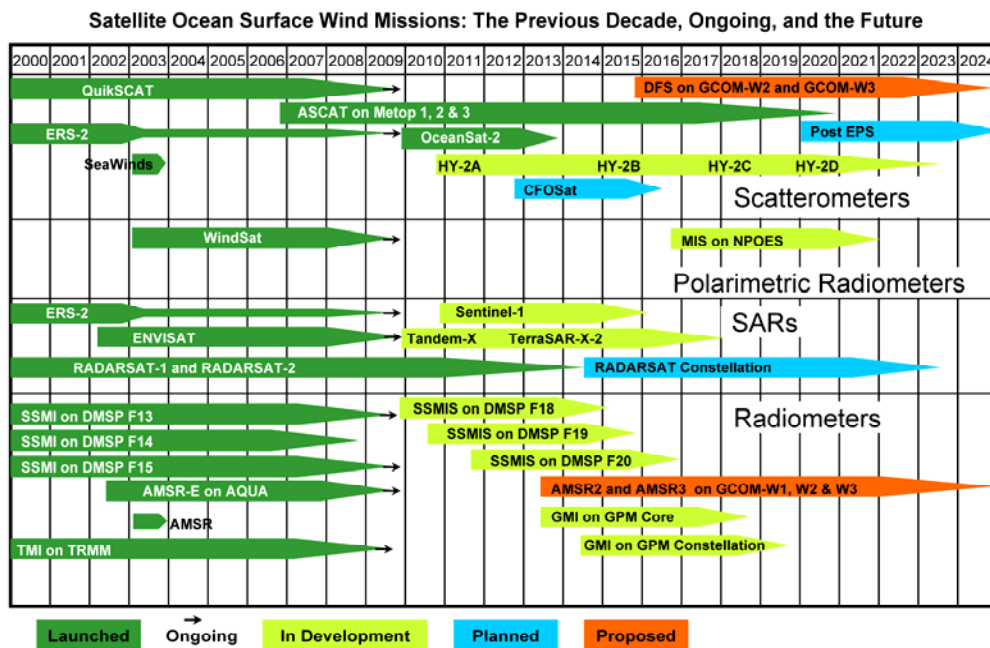 Satellite Ocean Surface Wind Missions: The Previous Decade, Ongoing, and the Future
2000 2001 2002 2003 2004 2005 2006 2007 2008 2009 2010 2011 2012 2013 2014 2015 2016 2017 2018 2019 2020 2021 2022 2023 2024
QuikSCAT
DFS on GCOM-W2 and GCOM-W3
ASCAT on Metop 1, 2 & 3
ERS-2
OceanSat-2
Post EPS
SeaWinds
HY-2A HY-2B HY-2C HY-2D
CFOSat
Scatterometers
WindSat
MIS on NPOES
Polarimetric Radiometers
ERS-2
Sentinel-1
SARs
ENVISAT
Tandem-X TerraSAR-X-2
RADARSAT-1 and RADARSAT-2
RADARSAT Constellation
SSMI on DMSP F13
SSMIS on DMSP F18
Radiometers
SSMI on DMSP F14
SSMIS on DMSP F19
SSMI on DMSP F15
SSMIS on DMSP F20
AMSR-E on AQUA
AMSR2 and AMSR3 on GCOM-W1, W2 & W3
AMSR
GMI on GPM Core
TMI on TRMM
GMI on GPM Constellation
Launched Ongoing In Development Planned Proposed